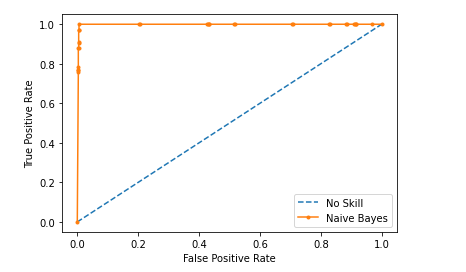 1.0
0.8
0.6
0.4
0.2
0.0
True Positive Rate
0.0 0.2 0.4 0.6 0.8 1.0
False Positive Rate
No Skill
Naive Bayes